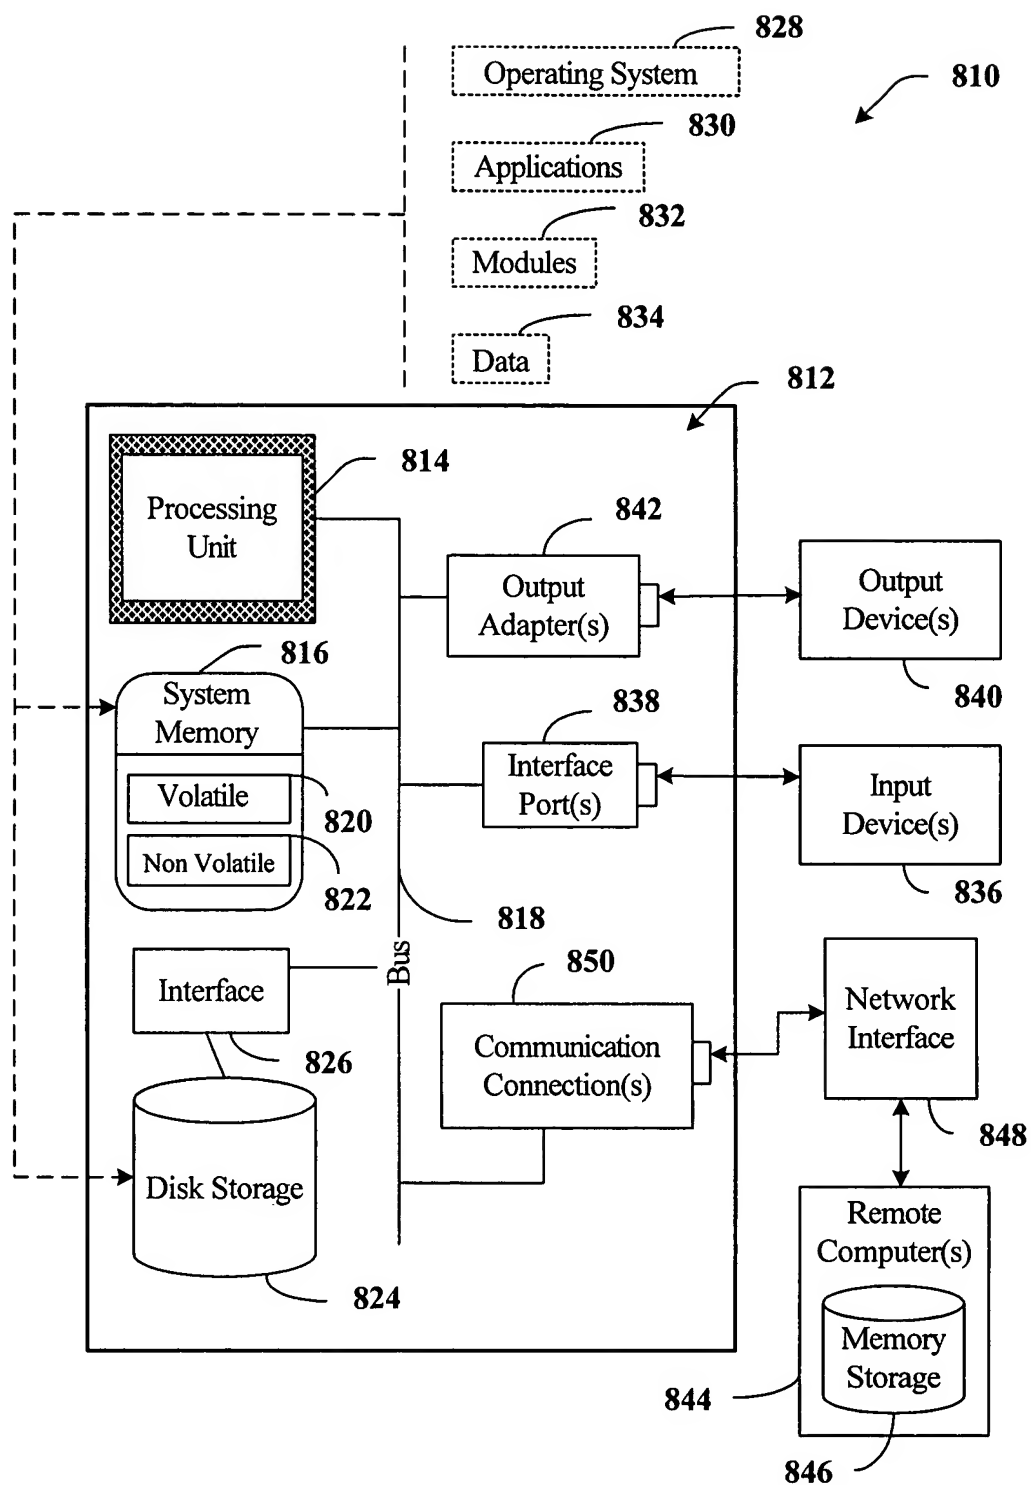 828
Operating System
810
830
Applications
832
Modules
834
Data
812
814
Processing
Unit
842
Output
Adapter(s)
Output
Device(s)
840
816
System
Memory
838
Interface
Port(s)
Input
Device(s)
836
Volatile
820
Non Volatile
822
818
Bus
Interface
826
850
Communication
Connection(s)
Network
Interface
848
Disk Storage
824
Remote
Computer(s)
Memory
Storage
844
846